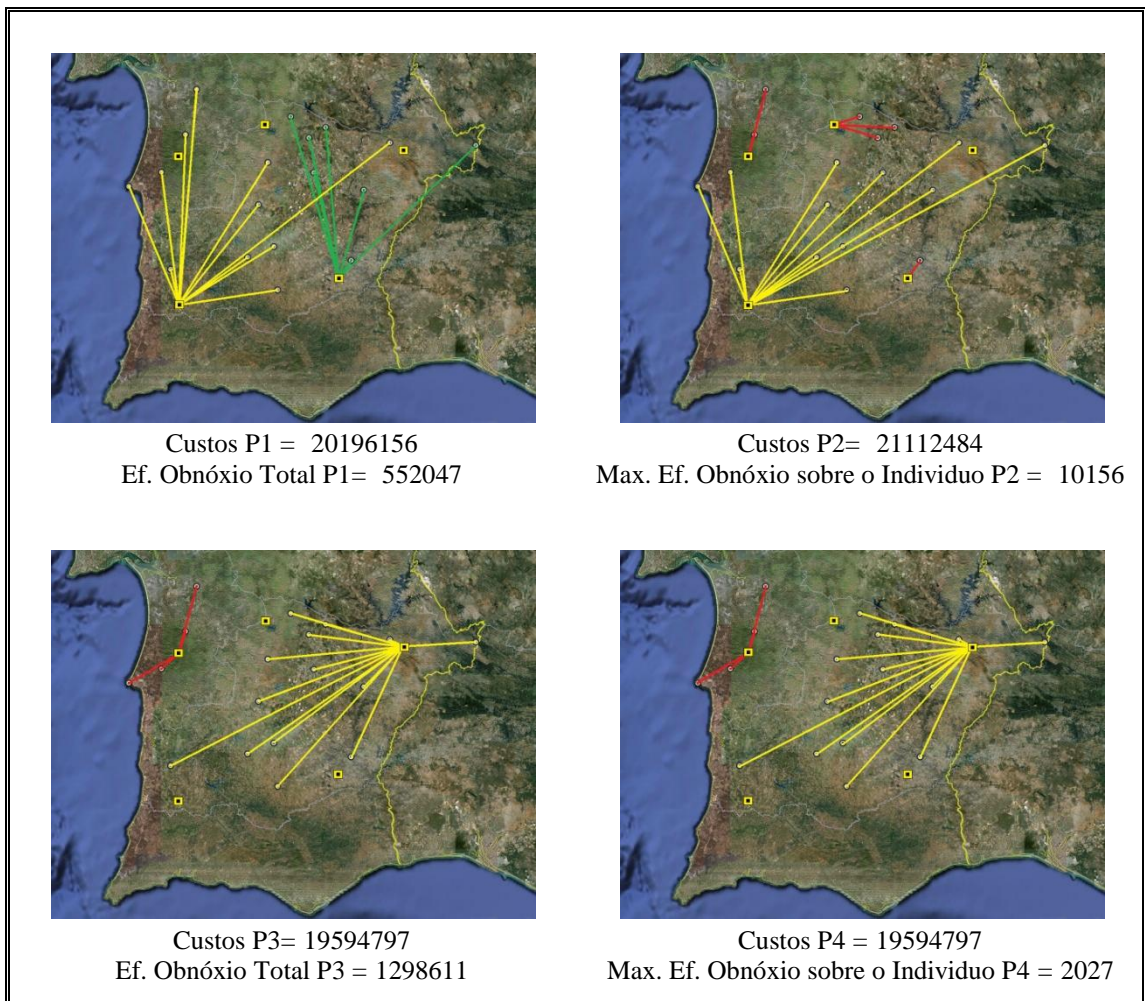 Custos P1 = 20196156
Ef. Obnóxio Total P1= 552047
Custos P2= 21112484
Max. Ef. Obnóxio sobre o Individuo P2 = 10156
Custos P3= 19594797
Ef. Obnóxio Total P3 = 1298611
Custos P4 = 19594797
Max. Ef. Obnóxio sobre o Individuo P4 = 2027